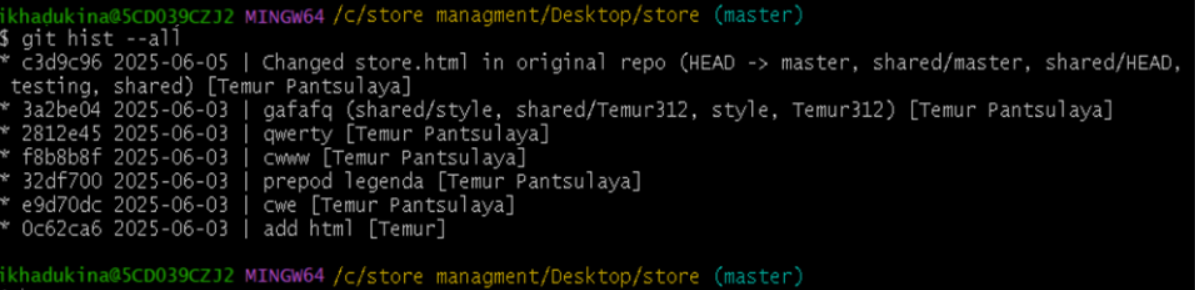 ikhadukina@5CD039CZJ2 MINGW64 /c/store managment/Desktop/store (master)
$ git hist --all
* c3d9c96 2025-06-05 | Changed store.html in original repo (HEAD -> master, shared/master, shared/HEAD,
testing, shared) [Temur Pantsulaya]
* 3a2be04 2025-06-03 | gafafq (shared/style, shared/Temur312, style, Temur312) [Temur Pantsulaya]
* 2812e45 2025-06-03 | qwerty [Temur Pantsulaya]
* f8b8b8f 2025-06-03 | cwww [Temur Pantsulaya]
* 32df700 2025-06-03 | prepod legenda [Temur Pantsulaya]
* e9d70dc 2025-06-03 | cwe [Temur Pantsulaya]
* 0c62ca6 2025-06-03 | add html [Temur]
ikhadukina@5CD039CZJ2 MINGW64 /c/store managment/Desktop/store (master)